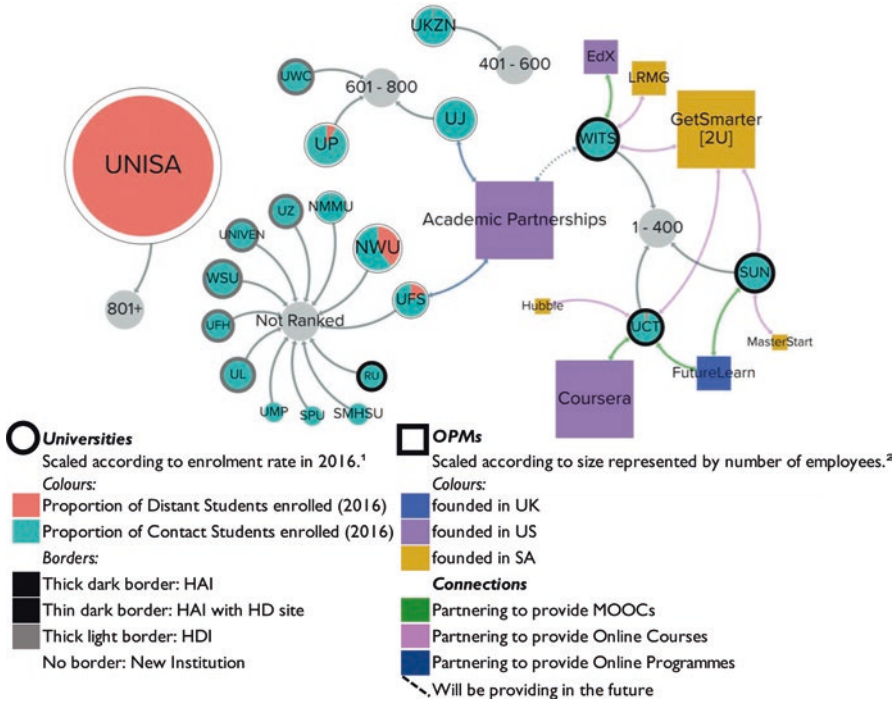 UKZN
EdX
UWC
601 - 800
401 - 600
LRMG
UP
UJ
WITS
GetSmarter
[2U]
UNISA
UZ
NMMU
UNIVEN
NWU
Academic Partnerships
1 - 400
WSU
UFS
SUN
801+
UFH
Not Ranked
Hubble
UCT
MasterStart
UL
RU
FutureLearn
Coursera
UMP
SPU
SMHSU
Universities
Scaled according to enrolment rate in 2016.¹
Colours:
Proportion of Distant Students enrolled (2016)
Proportion of Contact Students enrolled (2016)
Borders:
Thick dark border: HAI
Thin dark border: HAI with HD site
Thick light border: HDI
No border: New Institution
OPMs
Scaled according to size represented by number of employees.²
Colours:
founded in UK
founded in US
founded in SA
Connections
Partnering to provide MOOCs
Partnering to provide Online Courses
Partnering to provide Online Programmes
Will be providing in the future